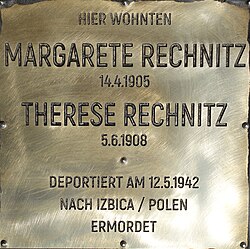 HIER WOHNTEN
MARGARETE RECHNITZ
14.4.1905
THERESE RECHNITZ
5.6.1908
DEPORTIERT AM 12.5.1942
NACH IZBICA / POLEN
ERMORDET